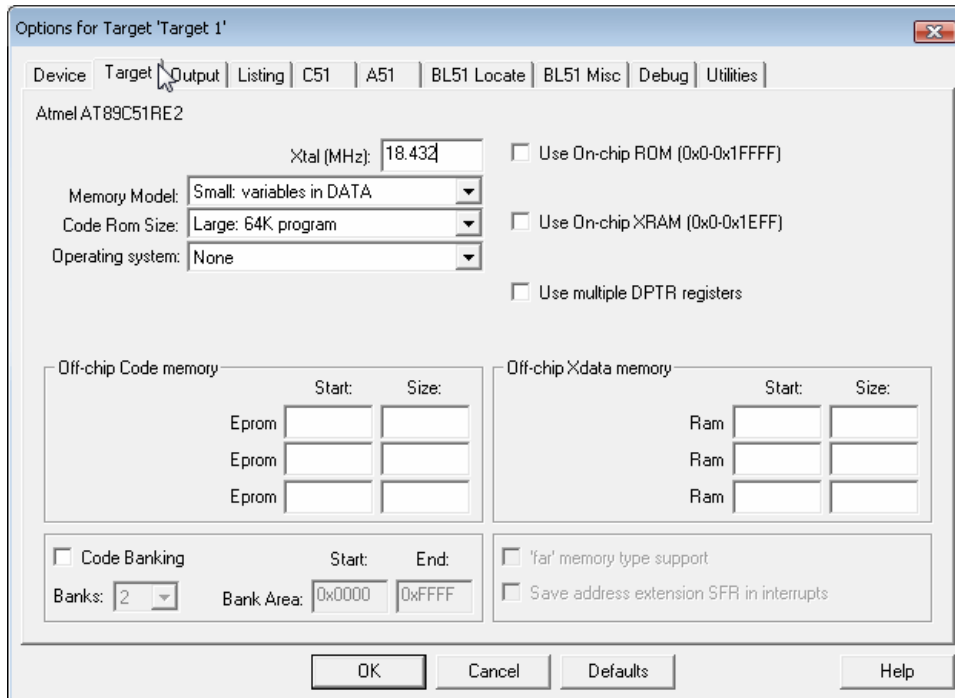 Options for Target 'Target 1'
Device Target Output Listing C51 A51 BL51 Locate BL51 Misc Debug Utilities
Atmel AT89C51RE2
Xtal (MHz): 18.432
Use On-chip ROM (0x0-0x1FFFF)
Memory Model: Small: variables in DATA
Code Rom Size: Large: 64K program
Use On-chip XRAM (0x0-0x1EFF)
Operating system: None
Use multiple DPTR registers
Off-chip Code memory
Start: Size:
Eprom
Eprom
Eprom
Off-chip Xdata memory
Start: Size:
Ram
Ram
Ram
Code Banking Start: End:
Banks: 2 Bank Area: 0x0000 0xFFFF
'far' memory type support
Save address extension SFR in interrupts
OK Cancel Defaults Help